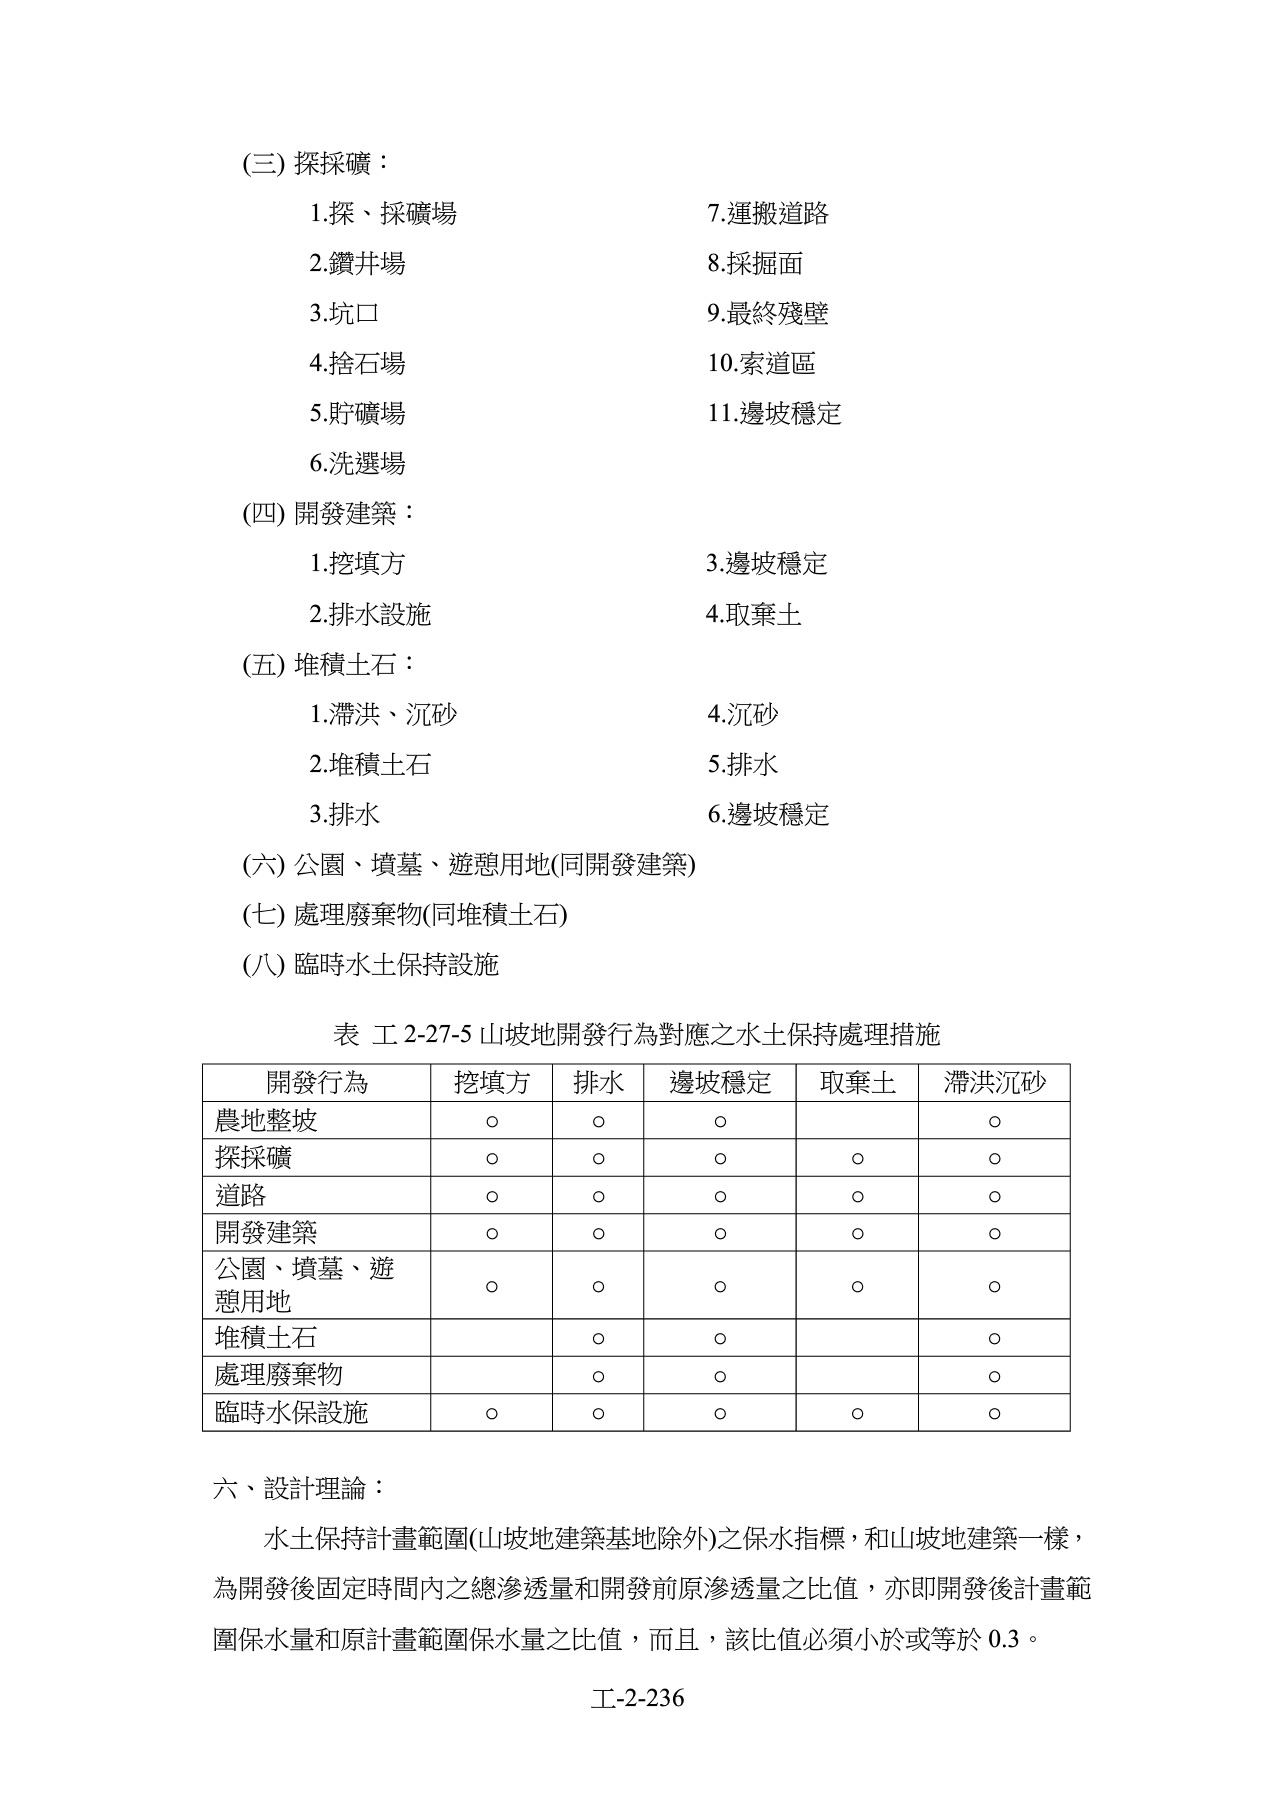 (三) 探採礦：
1.探、採礦場 7.運搬道路
2.鑽井場 8.採掘面
3.坑口 9.最終殘壁
4.捨石場 10.索道區
5.貯礦場 11.邊坡穩定
6.洗選場
(四) 開發建築：
1.挖填方 3.邊坡穩定
2.排水設施 4.取棄土
(五) 堆積土石：
1.滯洪、沉砂 4.沉砂
2.堆積土石 5.排水
3.排水 6.邊坡穩定
(六) 公園、墳墓、遊憩用地(同開發建築)
(七) 處理廢棄物(同堆積土石)
(八) 臨時水土保持設施
表 工 2-27-5 山坡地開發行為對應之水土保持處理措施
開發行為 挖填方 排水 邊坡穩定 取棄土 滯洪沉砂
農地整坡 ○ ○ ○ ○
探採礦 ○ ○ ○ ○ ○
道路 ○ ○ ○ ○ ○
開發建築 ○ ○ ○ ○ ○
公園、墳墓、遊
憩用地 ○ ○ ○ ○ ○
堆積土石 ○ ○ ○
處理廢棄物 ○ ○ ○
臨時水保設施 ○ ○ ○ ○ ○
六、設計理論：
水土保持計畫範圍(山坡地建築基地除外)之保水指標，和山坡地建築一樣，
為開發後固定時間內之總滲透量和開發前原滲透量之比值，亦即開發後計畫範
圍保水量和原計畫範圍保水量之比值，而且，該比值必須小於或等於 0.3。
工-2-236